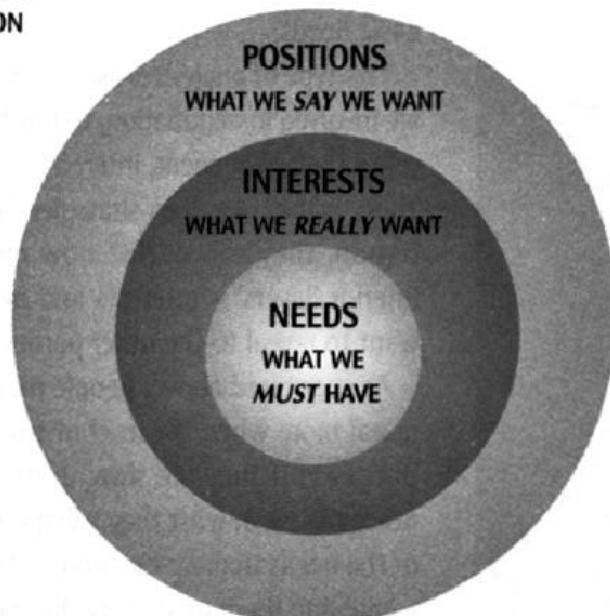 ON
POSITIONS
WHAT WE SAY WE WANT
INTERESTS
WHAT WE REALLY WANT
NEEDS
WHAT WE
MUST HAVE